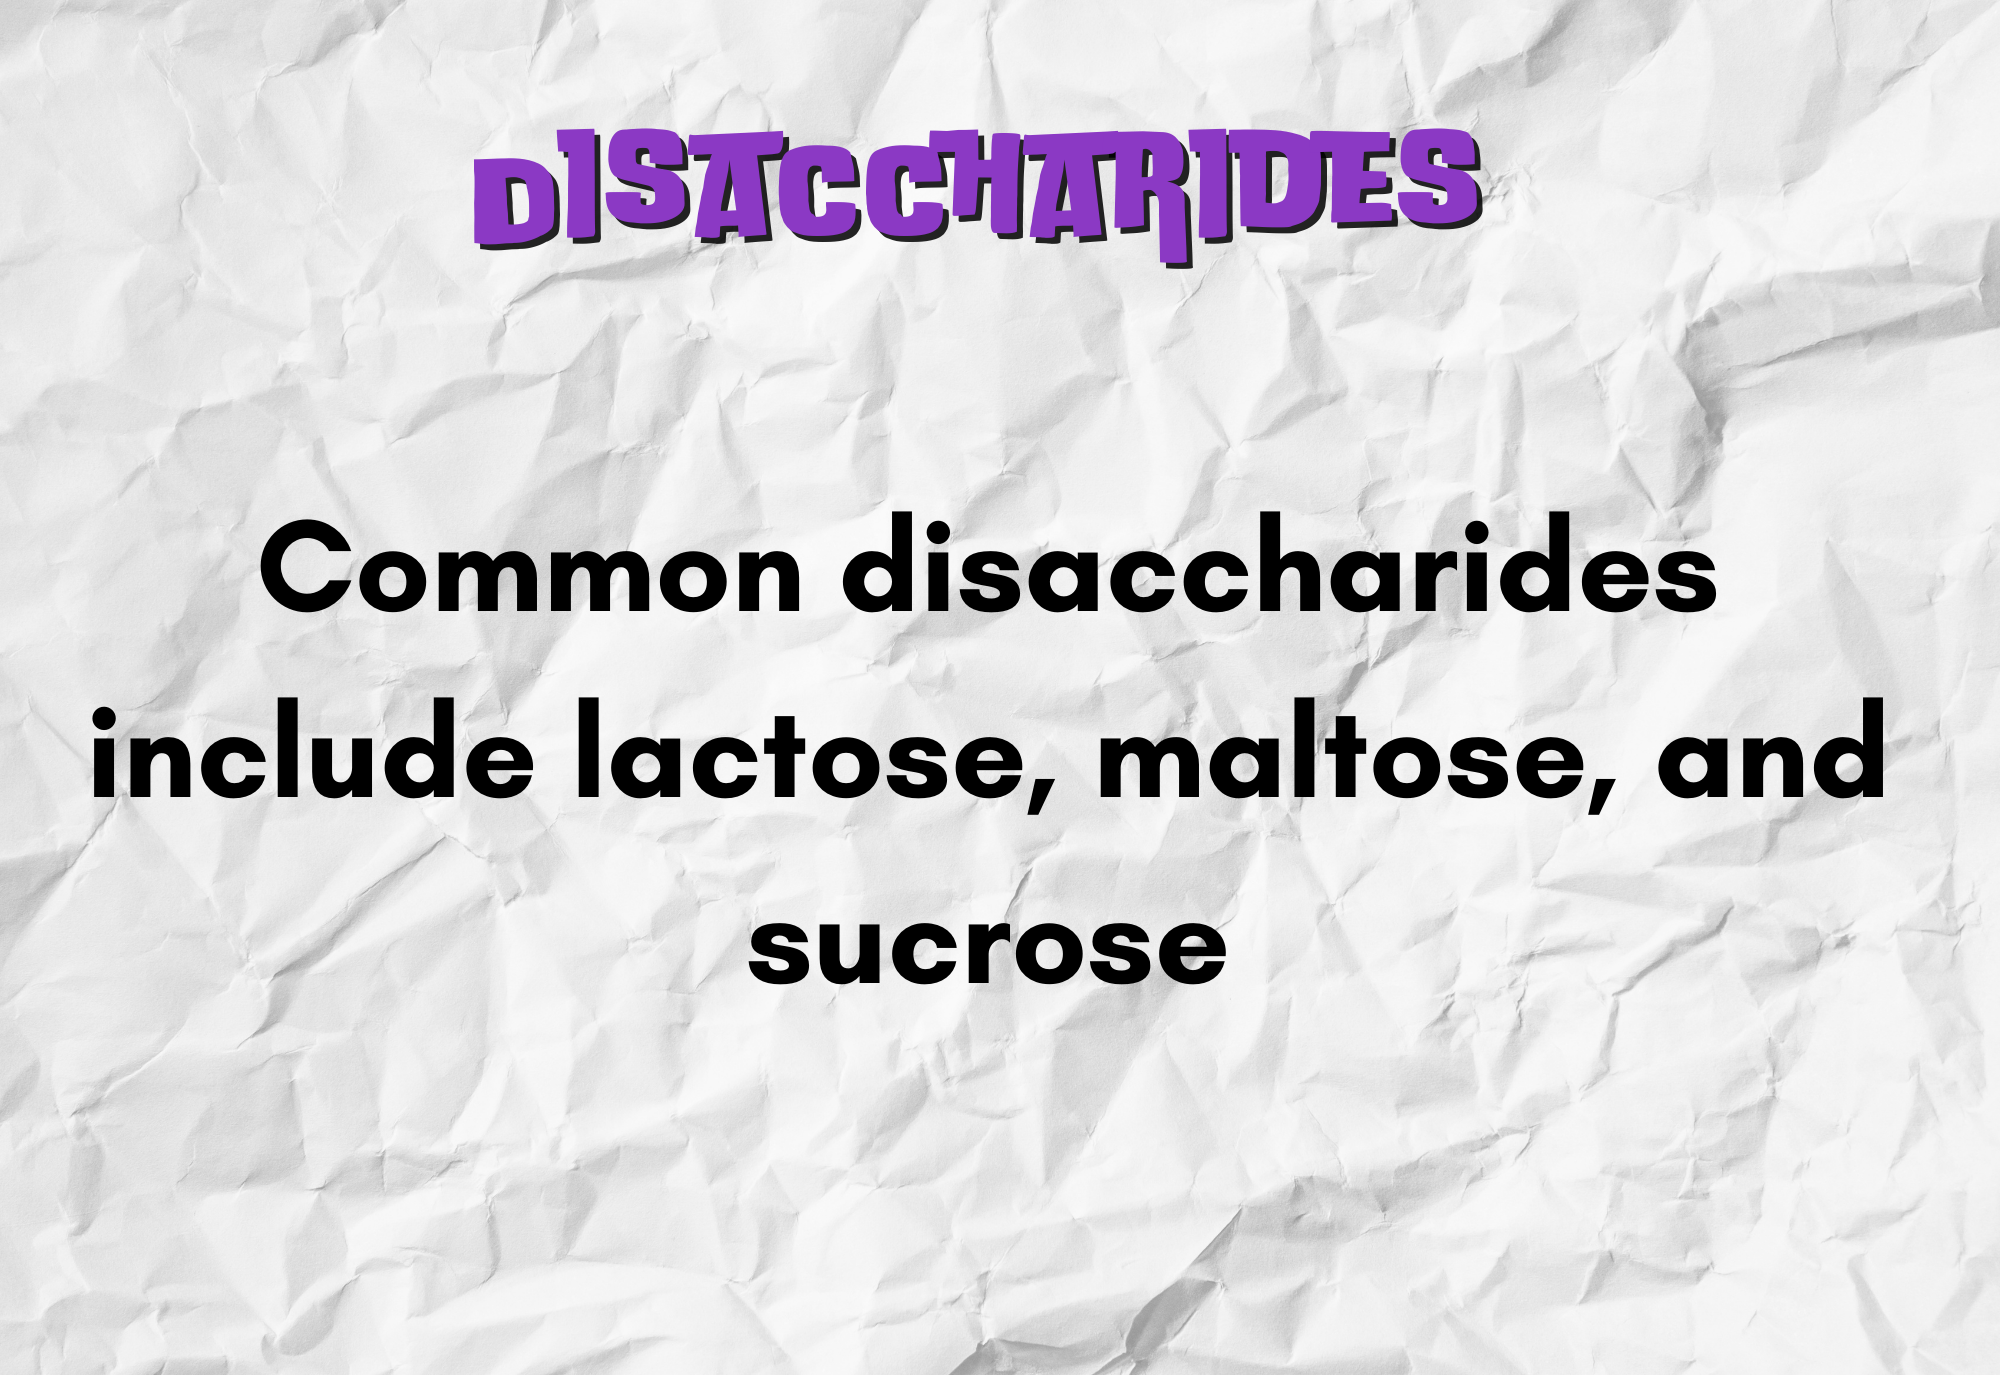 DISACCHARIDES
Common disaccharides
include lactose, maltose, and
sucrose